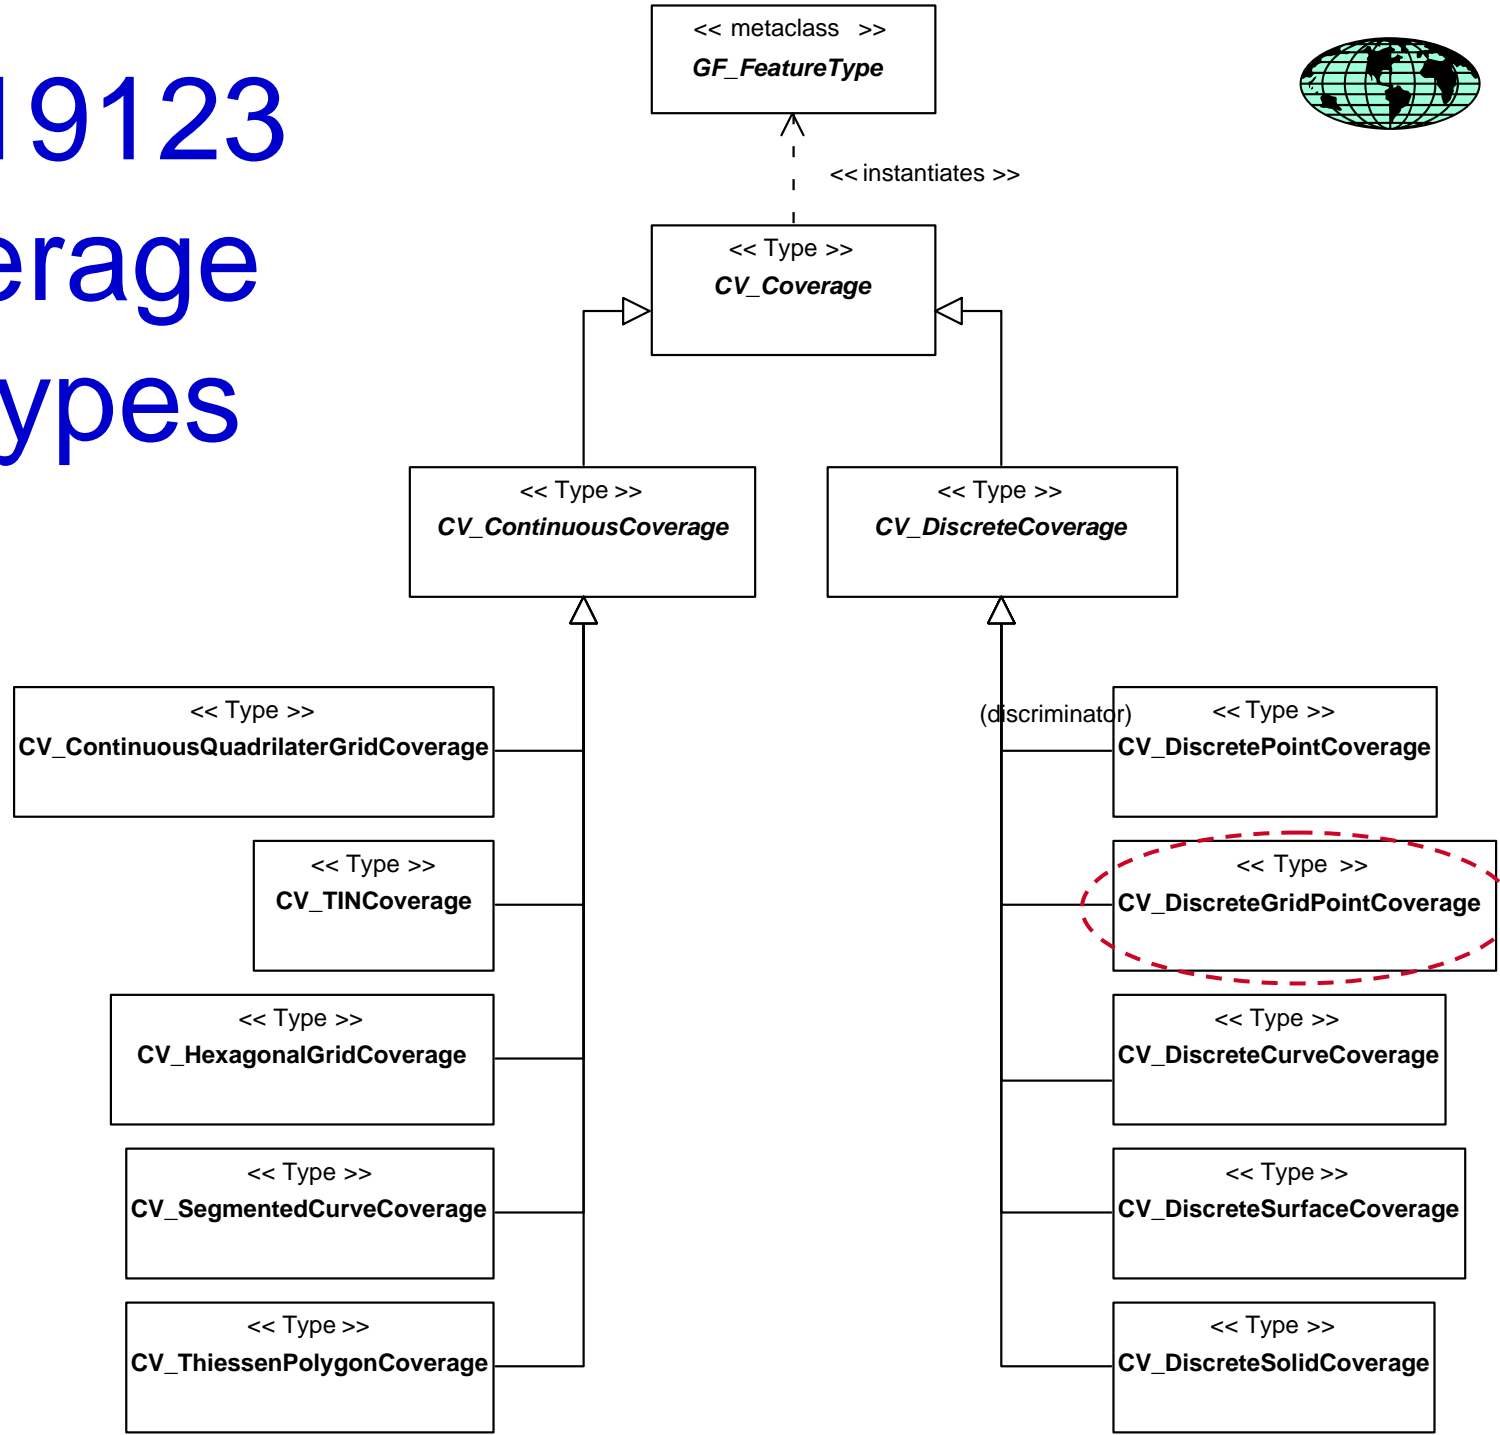 19123
erage
ypes
<< metaclass >>
GF_FeatureType
<< instantiates >>
<< Type >>
CV_Coverage
<< Type >>
CV_ContinuousCoverage
<< Type >>
CV_DiscreteCoverage
<< Type >>
CV_ContinuousQuadrilaterGridCoverage
<< Type >>
CV_TINCoverage
<< Type >>
CV_HexagonalGridCoverage
<< Type >>
CV_SegmentedCurveCoverage
<< Type >>
CV_ThiessenPolygonCoverage
(discriminator)
<< Type >>
CV_DiscretePointCoverage
<< Type >>
CV_DiscreteGridPointCoverage
<< Type >>
CV_DiscreteCurveCoverage
<< Type >>
CV_DiscreteSurfaceCoverage
<< Type >>
CV_DiscreteSolidCoverage